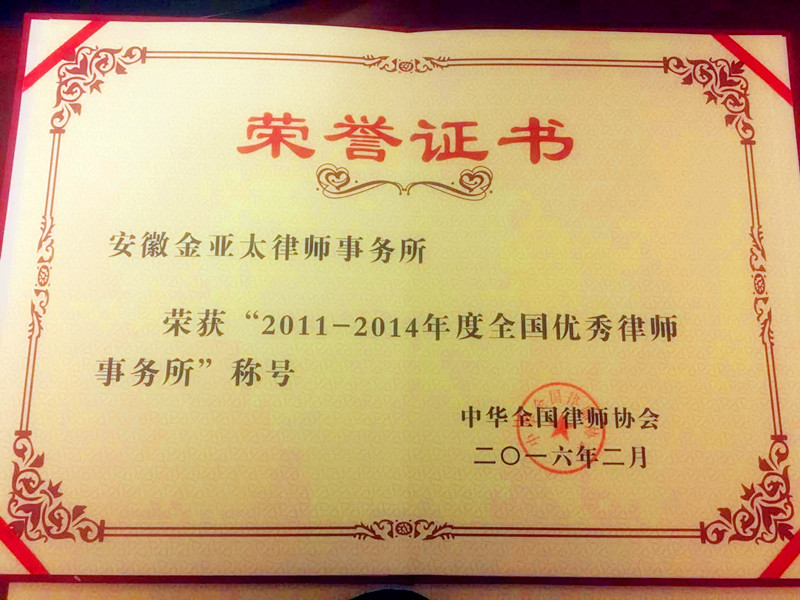 荣誉证书
安徽金亚太律师事务所
荣获“2011-2014年度全国优秀律师
事务所”称号
中华全国律师协会
二〇一六年二月